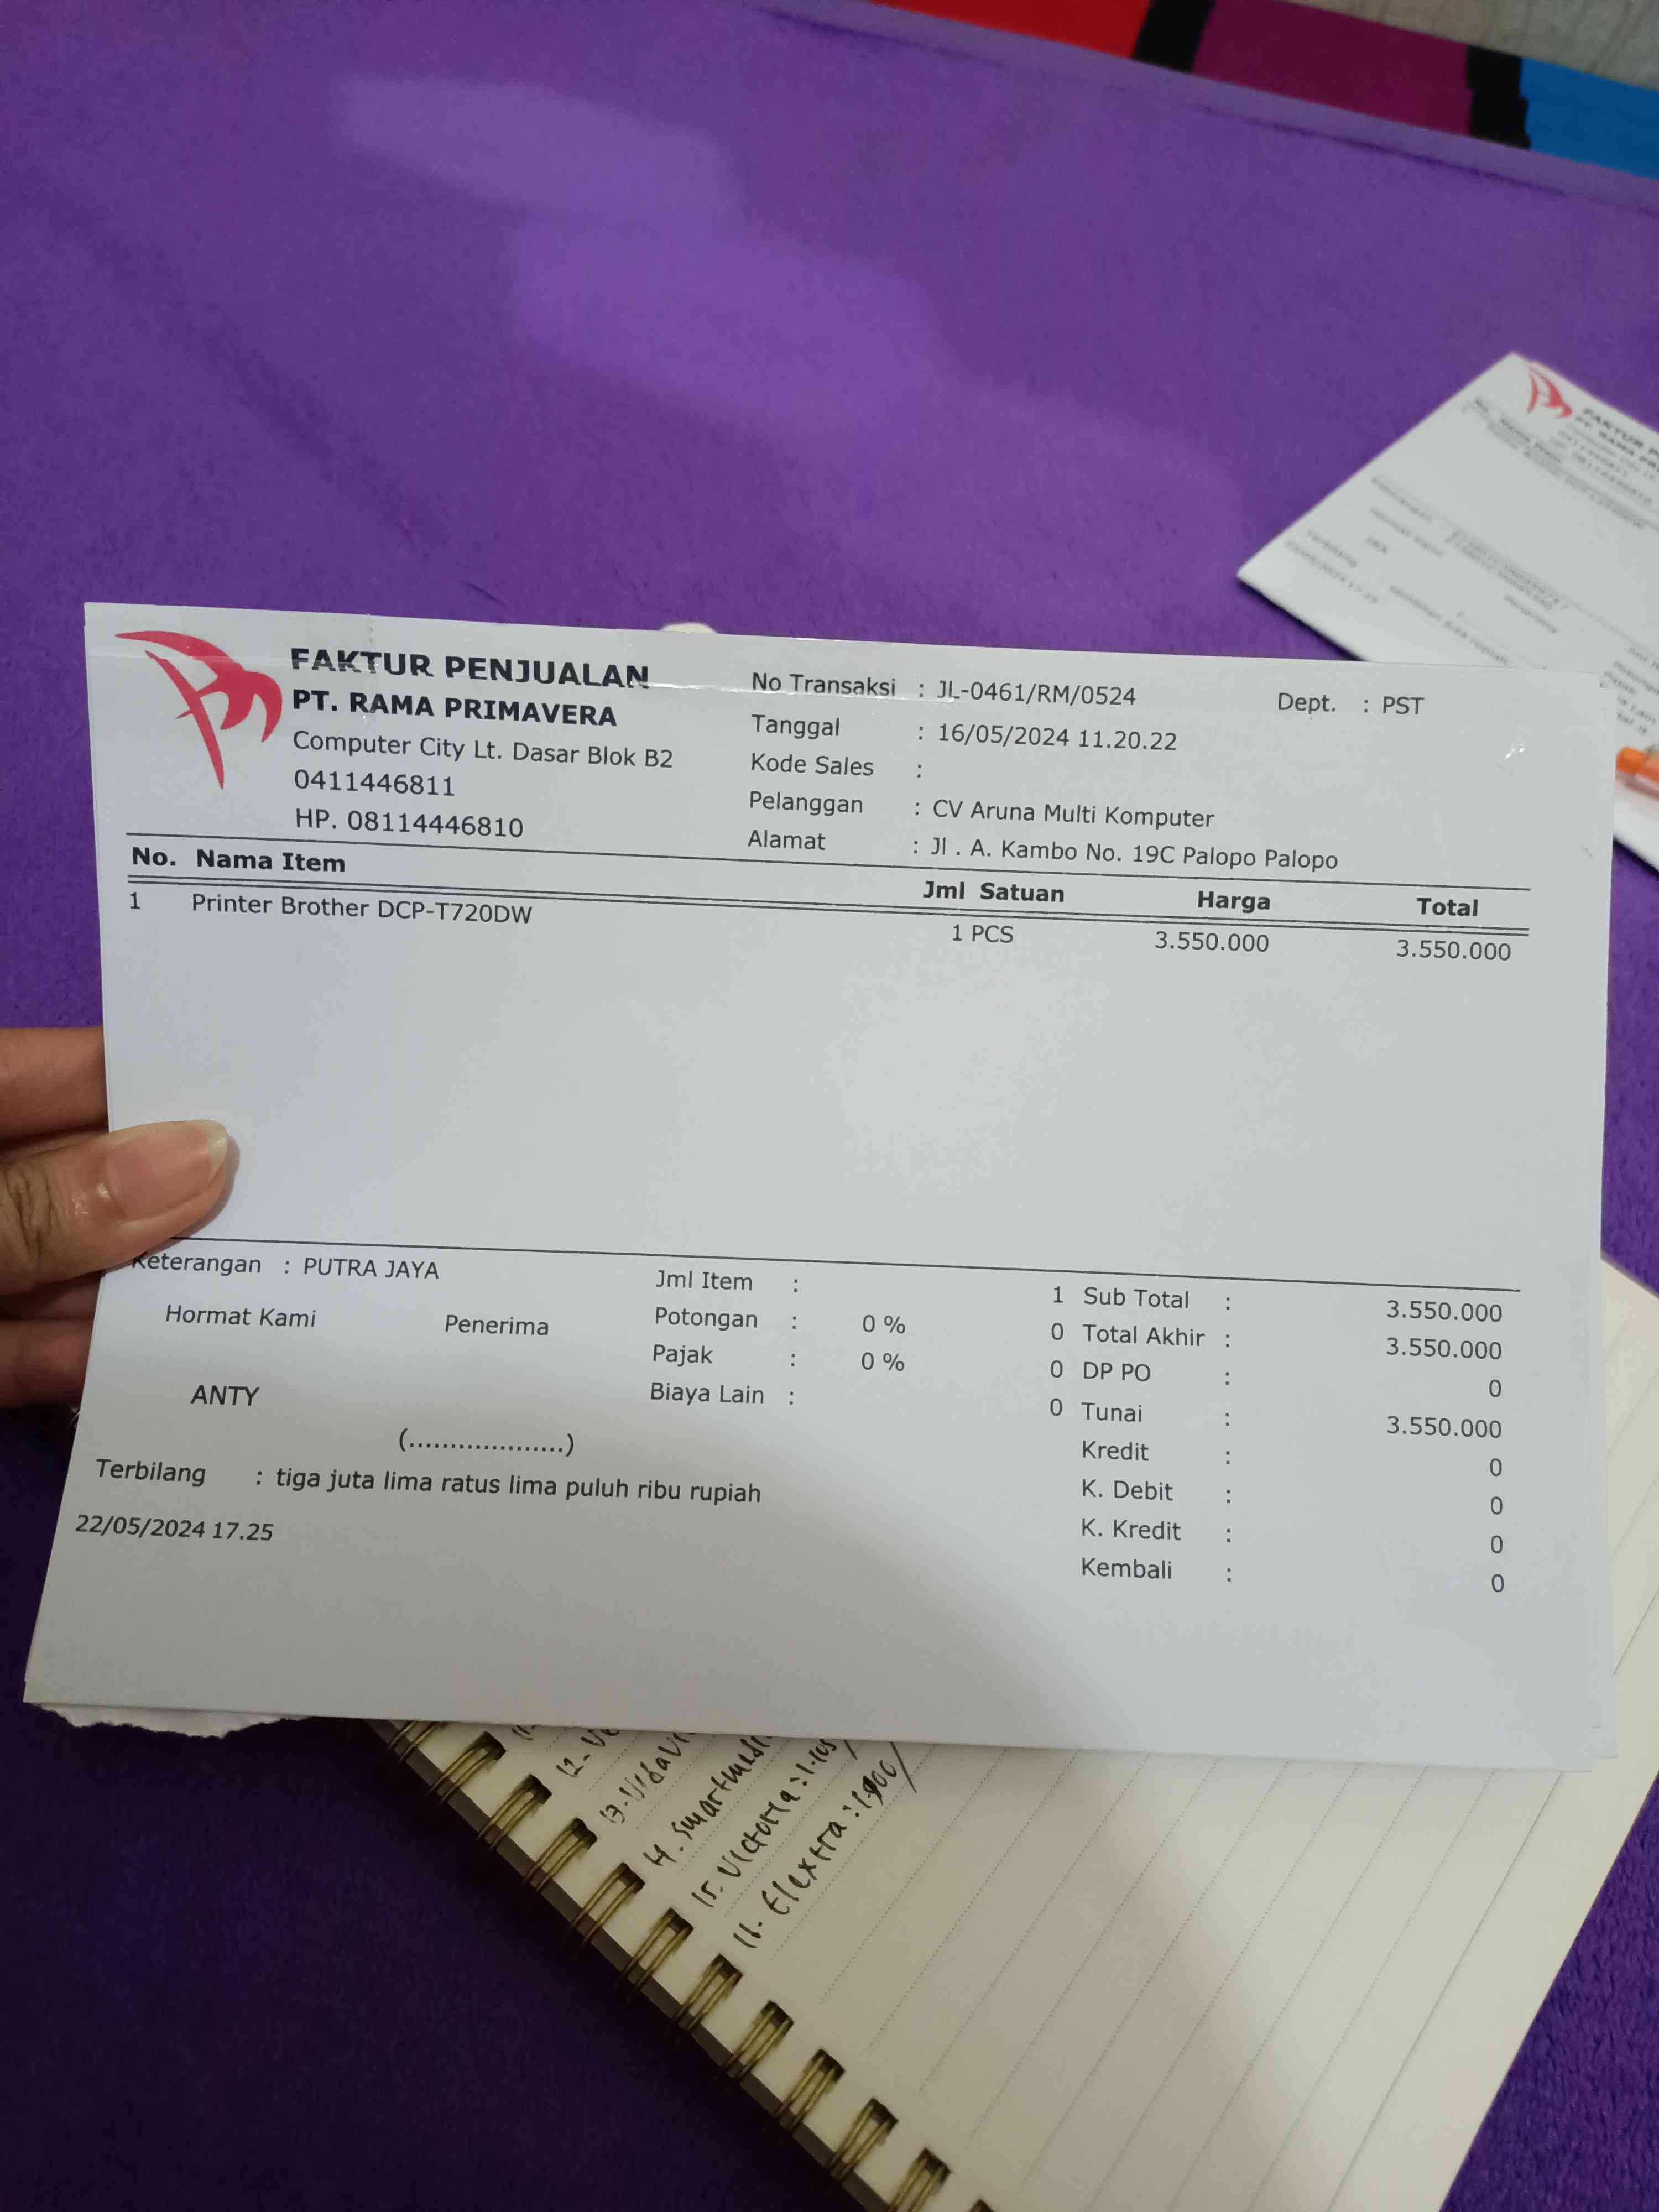 FAKTUR PENJUALAN
PT. RAMA PRIMAVERA
Computer City Lt. Dasar Blok B2
0411446811
HP. 08114446810
No Transaksi : JL-0461/RM/0524 Dept. : PST
Tanggal : 16/05/2024 11.20.22
Kode Sales :
Pelanggan : CV Aruna Multi Komputer
Alamat : Jl . A. Kambo No. 19C Palopo Palopo
No. Nama Item Jml Satuan Harga Total
1 Printer Brother DCP-T720DW 1 PCS 3.550.000 3.550.000
Keterangan : PUTRA JAYA
Hormat Kami Penerima
ANTY
(....................)
Jml Item : 1
Potongan : 0 % 0
Pajak : 0 % 0
Biaya Lain : 0
Sub Total : 3.550.000
Total Akhir : 3.550.000
DP PO : 0
Tunai : 3.550.000
Kredit : 0
K. Debit : 0
K. Kredit : 0
Kembali : 0
Terbilang : tiga juta lima ratus lima puluh ribu rupiah
22/05/2024 17.25
15. Victoria :
16. Elextra :